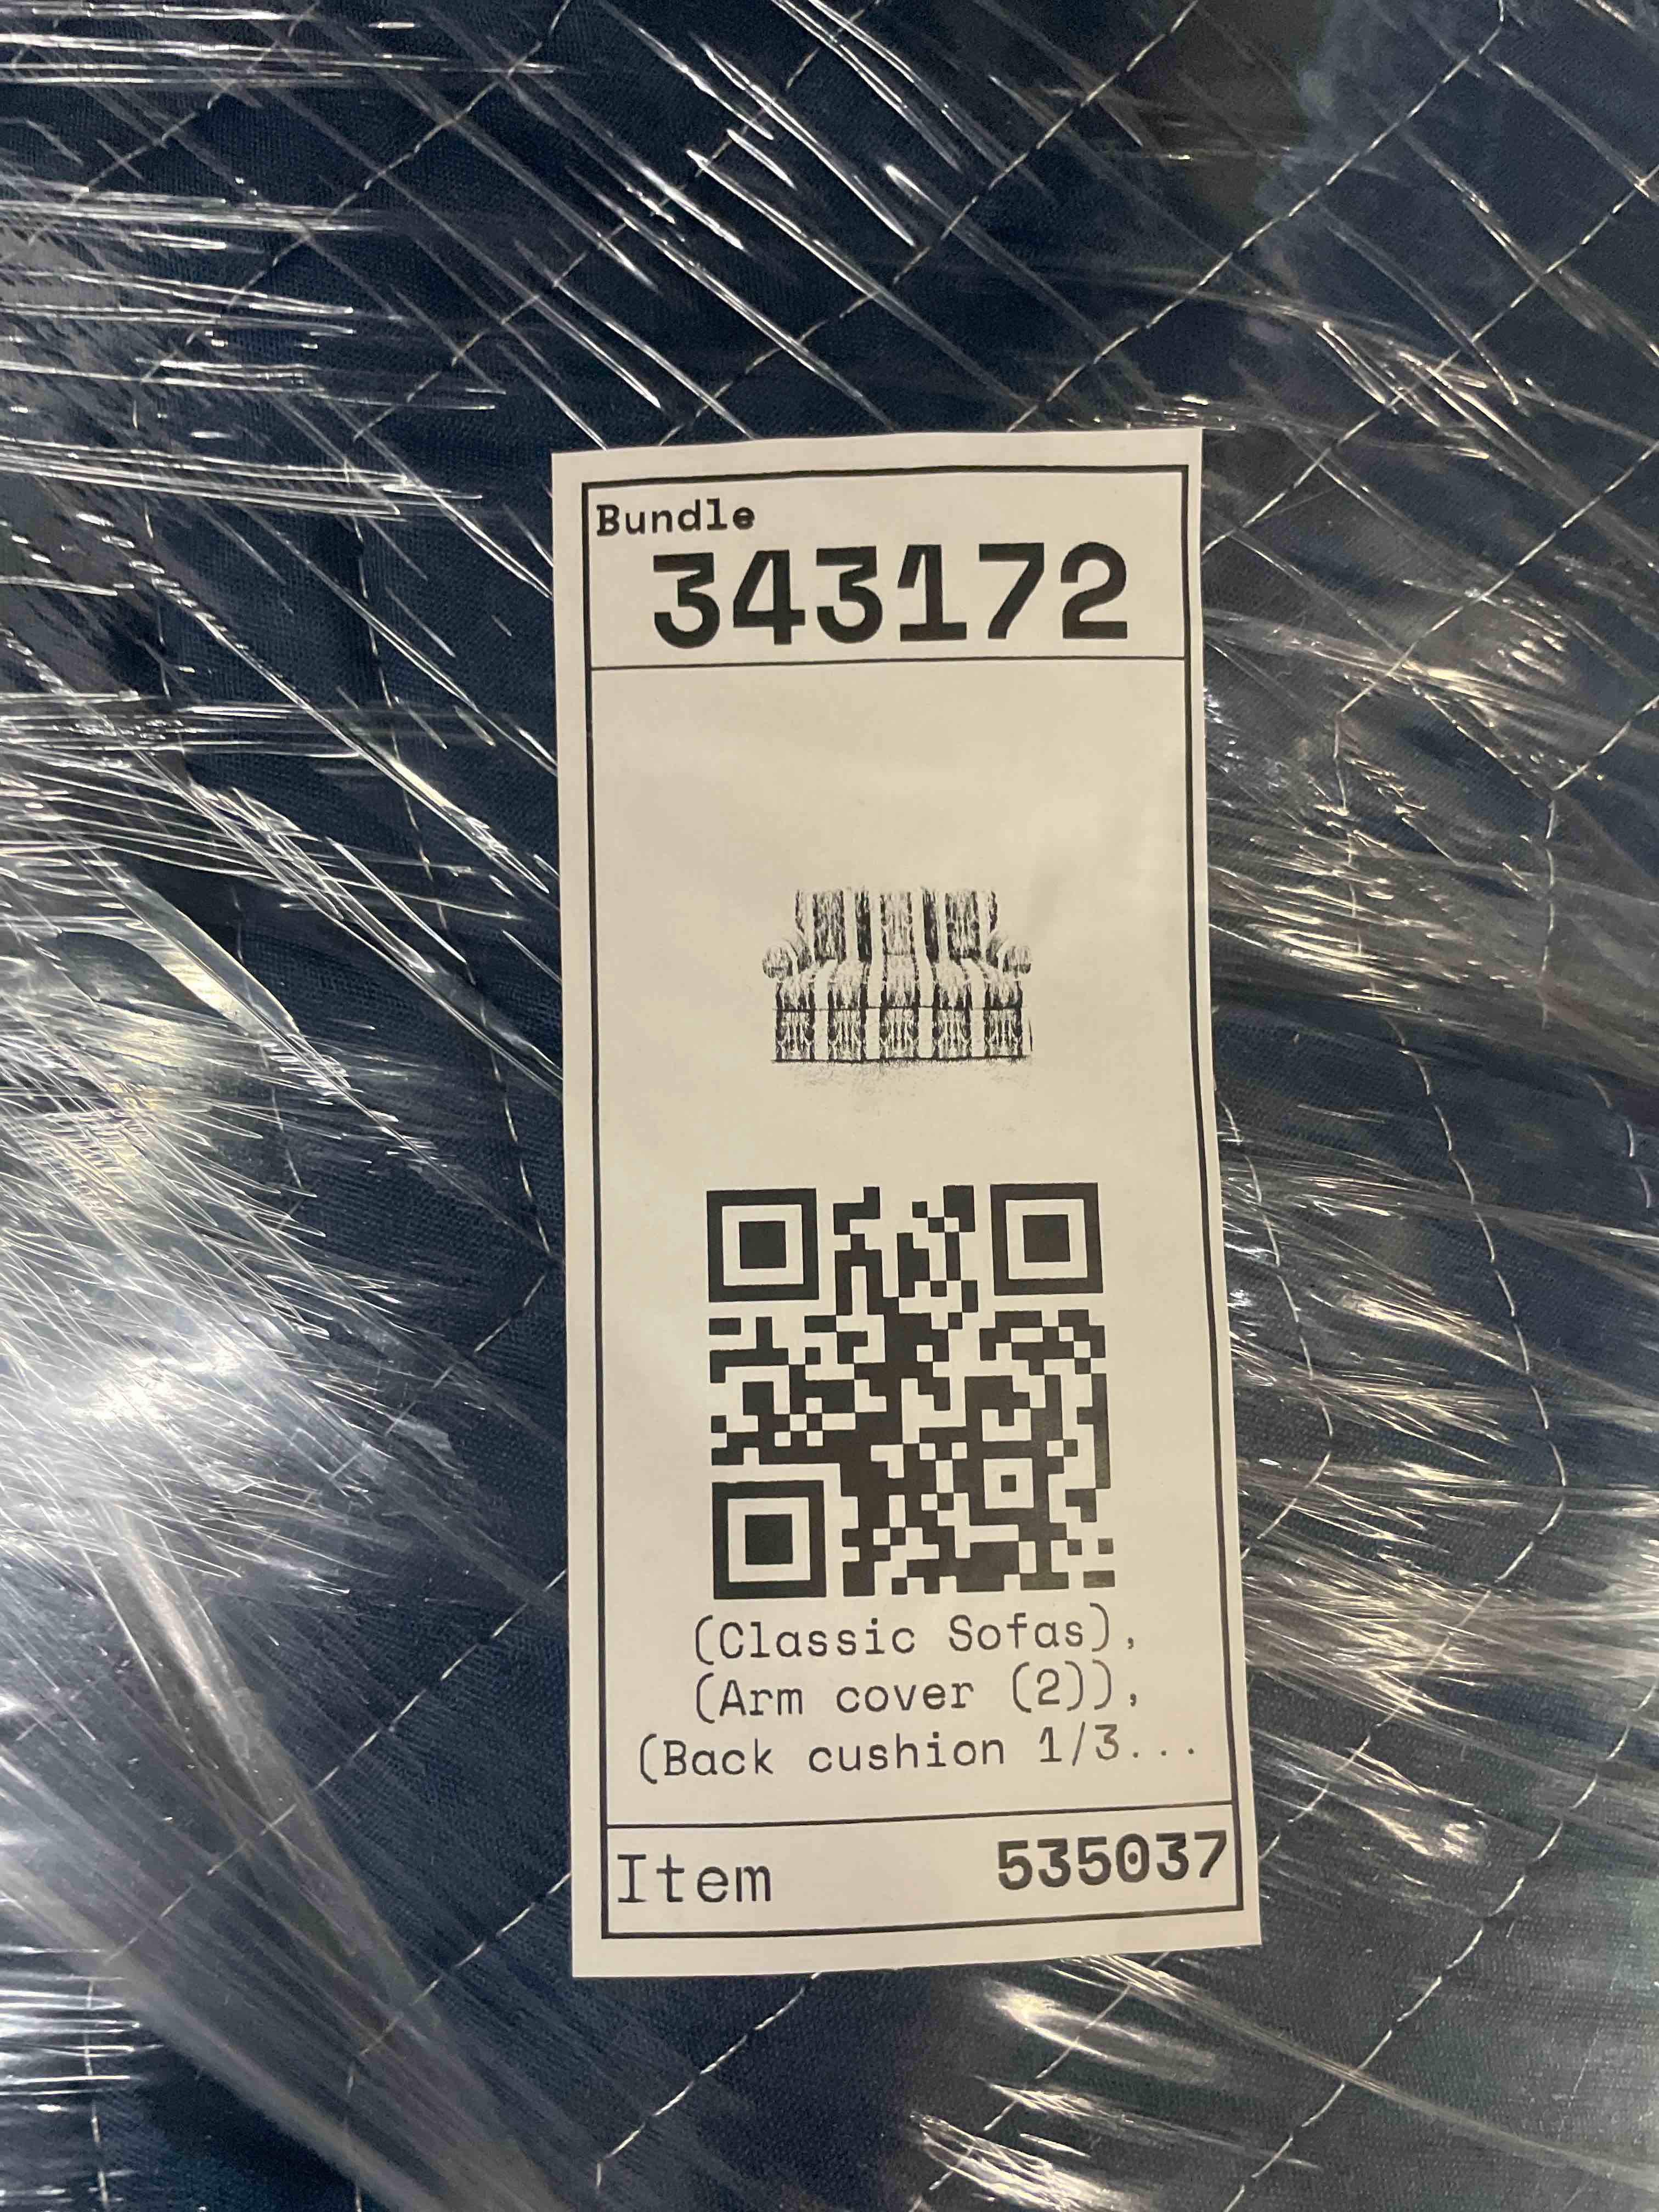 Bundle
343172
(Classic Sofas),
(Arm cover (2)),
(Back cushion 1/3...
Item 535037